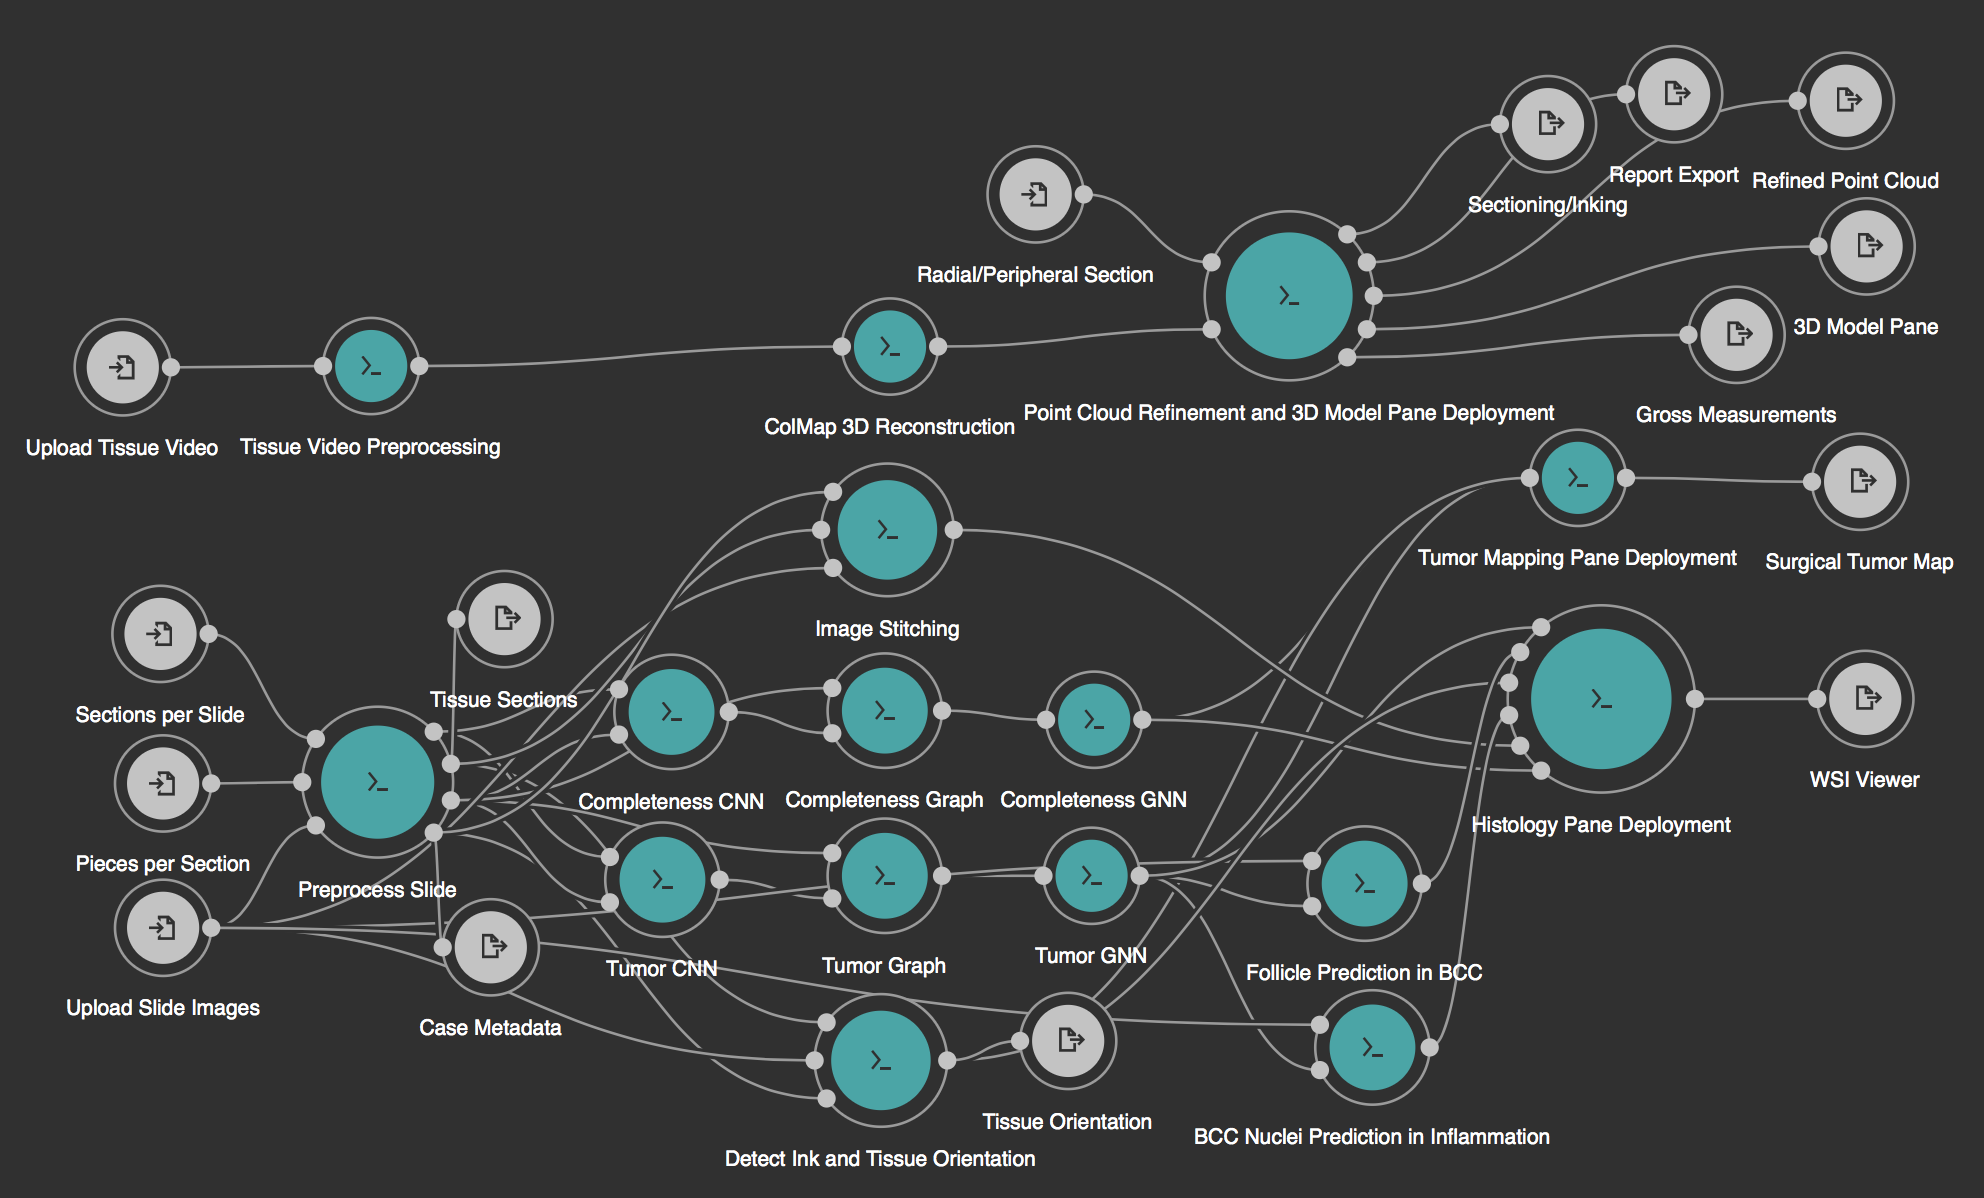 Report Export
Refined Point Cloud
Sectioning/Inking
Radial/Peripheral Section
3D Model Pane
Point Cloud Refinement and 3D Model Pane Deployment
Gross Measurements
ColMap 3D Reconstruction
Upload Tissue Video
Tissue Video Preprocessing
Tumor Mapping Pane Deployment
Surgical Tumor Map
Image Stitching
Tissue Sections
Sections per Slide
WSI Viewer
Completeness CNN
Completeness Graph
Completeness GNN
Histology Pane Deployment
Pieces per Section
Preprocess Slide
Tumor CNN
Tumor Graph
Tumor GNN
Follicle Prediction in BCC
Upload Slide Images
Case Metadata
Tissue Orientation
BCC Nuclei Prediction in Inflammation
Detect Ink and Tissue Orientation